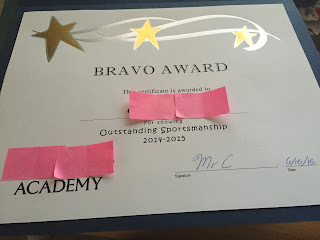 BRAVO AWARD
This certificate is awarded to
For showing
Outstanding Sportsmanship
2014-2015
Mr C
6/15/15
Signature
Date
ACADEMY